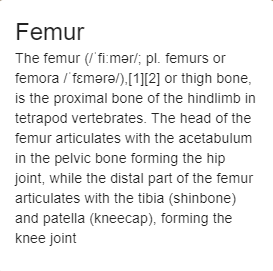 Femur
The femur (/ˈfiːmər/; pl. femurs or
femora /ˈfɛmərə/),[1][2] or thigh bone,
is the proximal bone of the hindlimb in
tetrapod vertebrates. The head of the
femur articulates with the acetabulum
in the pelvic bone forming the hip
joint, while the distal part of the femur
articulates with the tibia (shinbone)
and patella (kneecap), forming the
knee joint